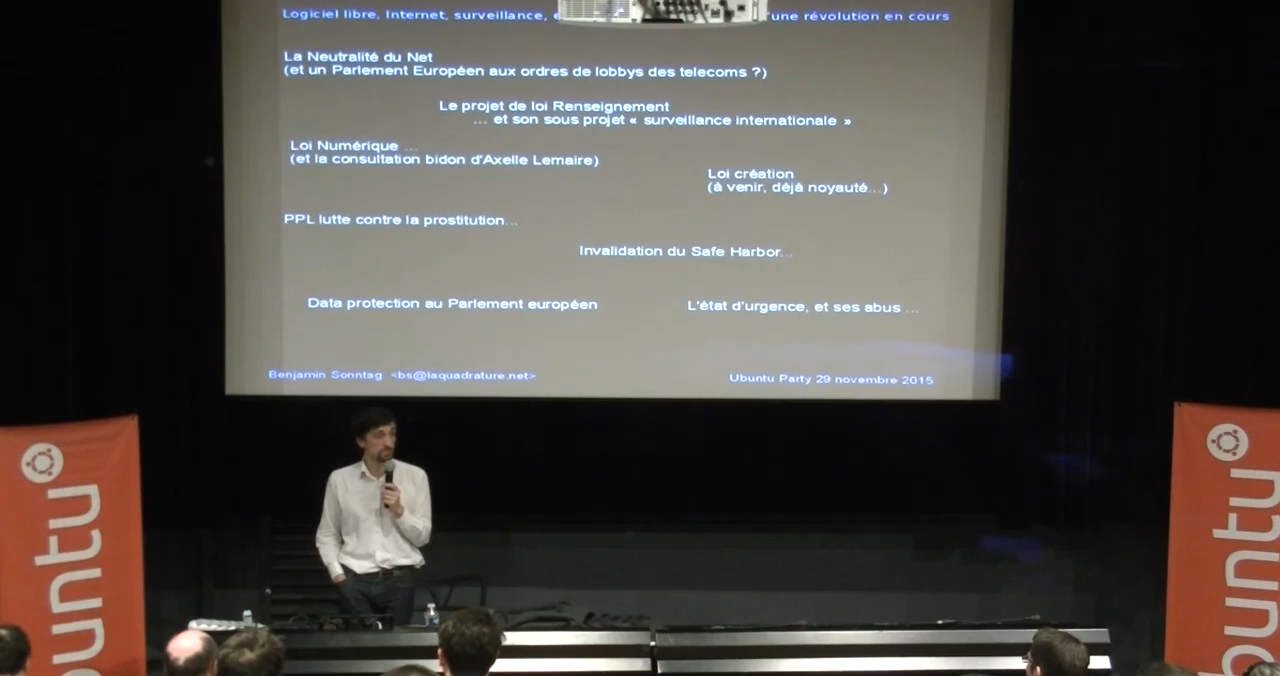 Logiciel libre, Internet, surveillance, 'une révolution en cours
La Neutralité du Net
(et un Parlement Européen aux ordres de lobbys des telecoms ?)
Le projet de loi Renseignement
... et son sous projet « surveillance internationale »
Loi Numérique ...
(et la consultation bidon d'Axelle Lemaire)
Loi création
(à venir, déjà noyauté...)
PPL lutte contre la prostitution...
Invalidation du Safe Harbor...
Data protection au Parlement européen
L'état d'urgence, et ses abus ...
Benjamin Sonntag <bs@laquadrature.net>
Ubuntu Party 29 novembre 2015
ubuntu
ubuntu